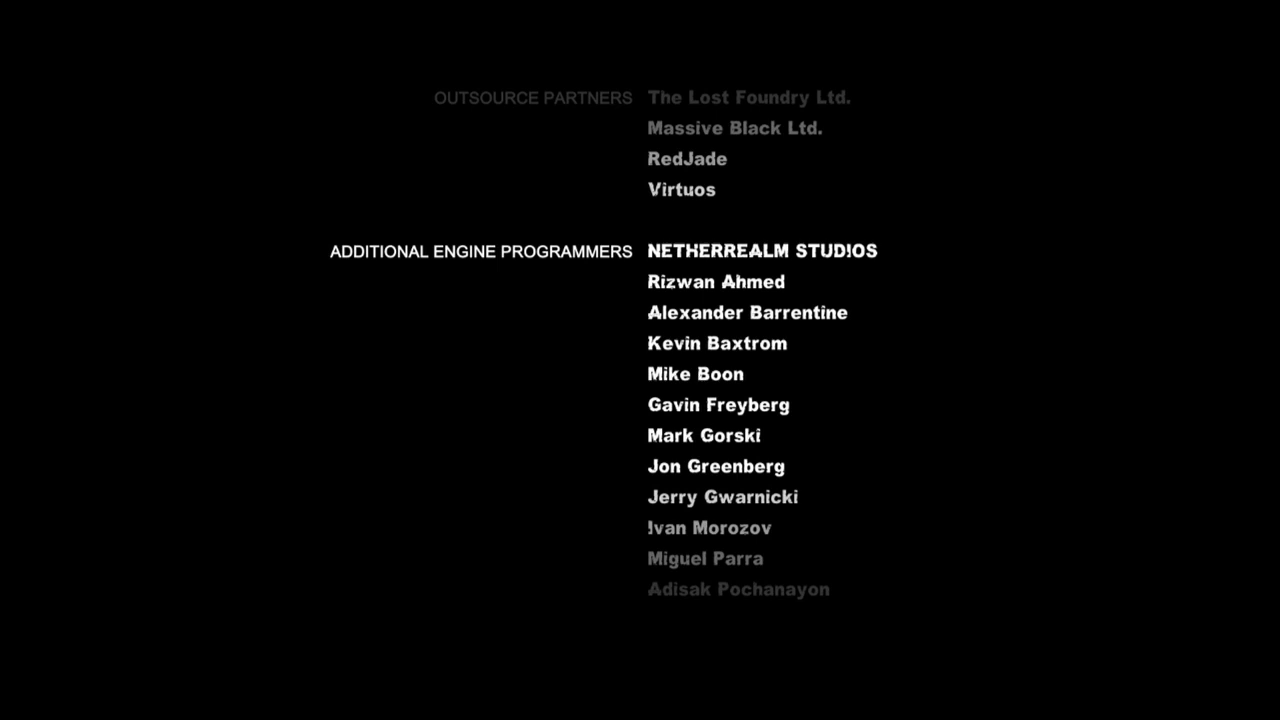 OUTSOURCE PARTNERS The Lost Foundry Ltd.
Massive Black Ltd.
RedJade
Virtuos
ADDITIONAL ENGINE PROGRAMMERS NETHERREALM STUDIOS
Rizwan Ahmed
Alexander Barrentine
Kevin Baxtrom
Mike Boon
Gavin Freyberg
Mark Gorski
Jon Greenberg
Jerry Gwarnicki
Ivan Morozov
Miguel Parra
Adisak Pochanayon